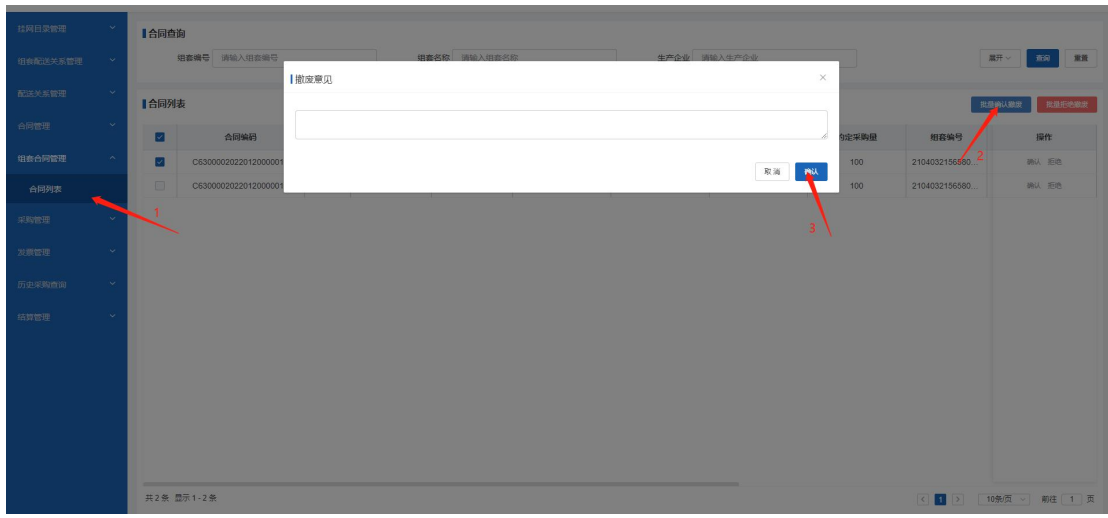 挂网目录管理
组套配送关系管理
配送关系管理
合同管理
组套合同管理
合同列表
采购管理
发票管理
历史采购查询
结算管理
1
合同查询
组套编号 请输入组套编号 组套名称 请输入组套名称 生产企业 请输入生产企业 展开 查询 重置
撤废意见
取消 确认
3
合同列表 批量确认撤废 批量拒绝撤废
2
合同编码 约定采购量 组套编号 操作
C6300002022012000001 100 2104032156580... 确认 拒绝
C6300002022012000001 100 2104032156580... 确认 拒绝
共 2 条 显示 1 - 2 条 1 10条/页 前往 1 页